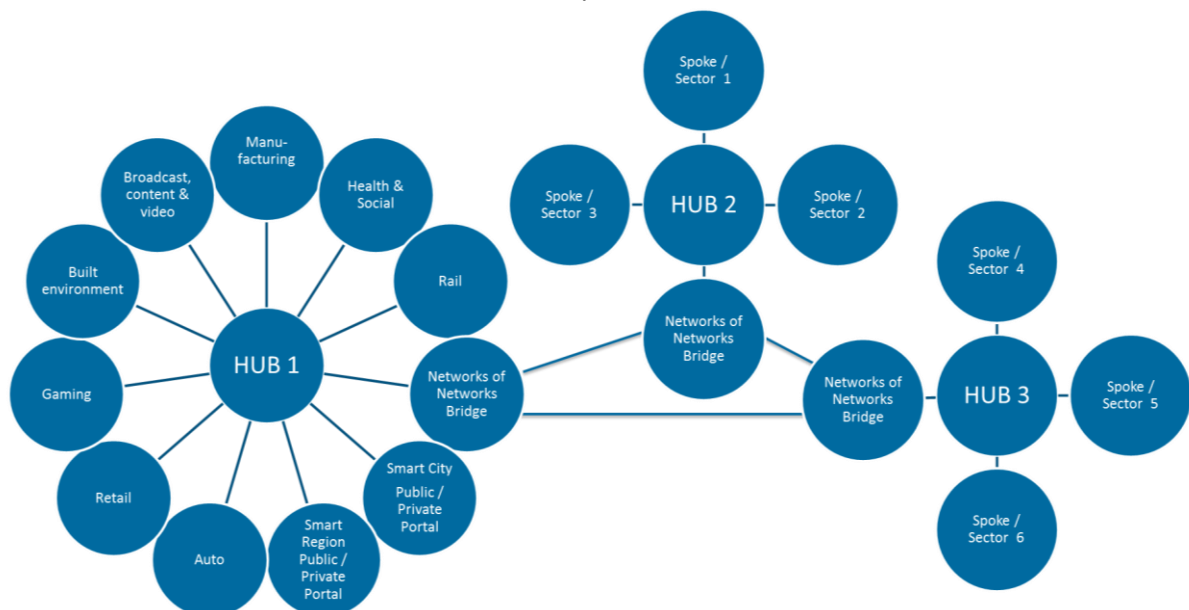 Manu-
facturing
Health &
Social
Rail
Networks of
Networks
Bridge
Smart City
Public /
Private
Portal
Smart
Region
Public /
Private
Portal
Auto
Retail
Gaming
Built
environment
Broadcast,
content &
video
HUB 1
Spoke /
Sector 1
Spoke /
Sector 3
HUB 2
Spoke /
Sector 2
Networks of
Networks
Bridge
Spoke /
Sector 4
Networks of
Networks
Bridge
HUB 3
Spoke /
Sector 5
Spoke /
Sector 6